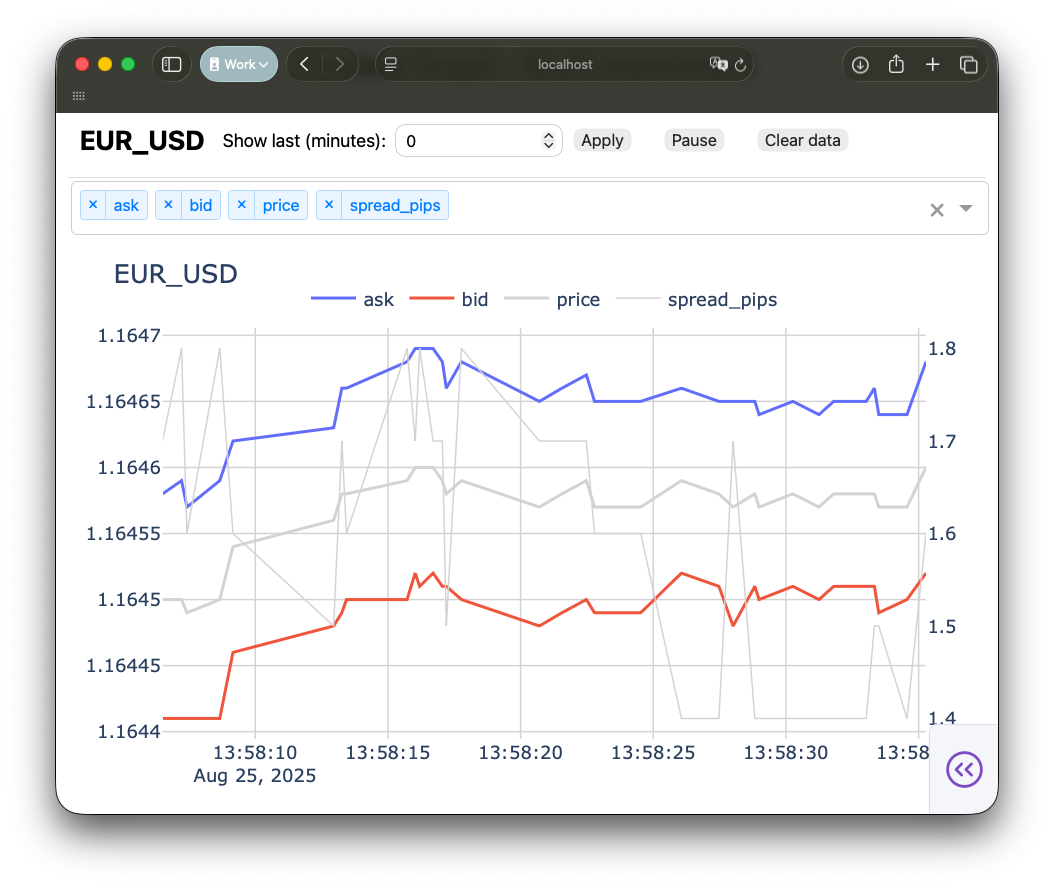 Work
localhost
EUR_USD Show last (minutes): 0 Apply Pause Clear data
× ask × bid × price × spread_pips
EUR_USD
ask bid price spread_pips
1.1647
1.8
1.16465
1.7
1.1646
1.16455
1.6
1.1645
1.5
1.16445
1.4
1.1644
13:58:10 13:58:15 13:58:20 13:58:25 13:58:30 13:58
Aug 25, 2025